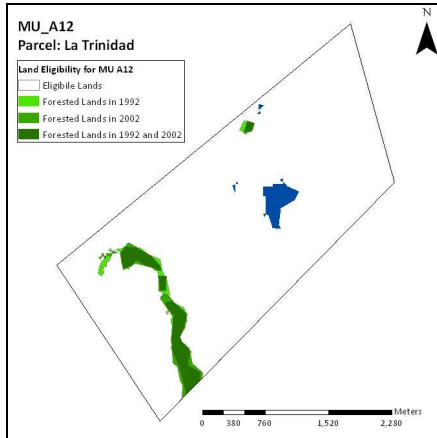 MU_A12
Parcel: La Trinidad
Land Eligibility for MU A12
Eligibile Lands
Forested Lands in 1992
Forested Lands in 2002
Forested Lands in 1992 and 2002
N
Meters
0 380 760 1,520 2,280